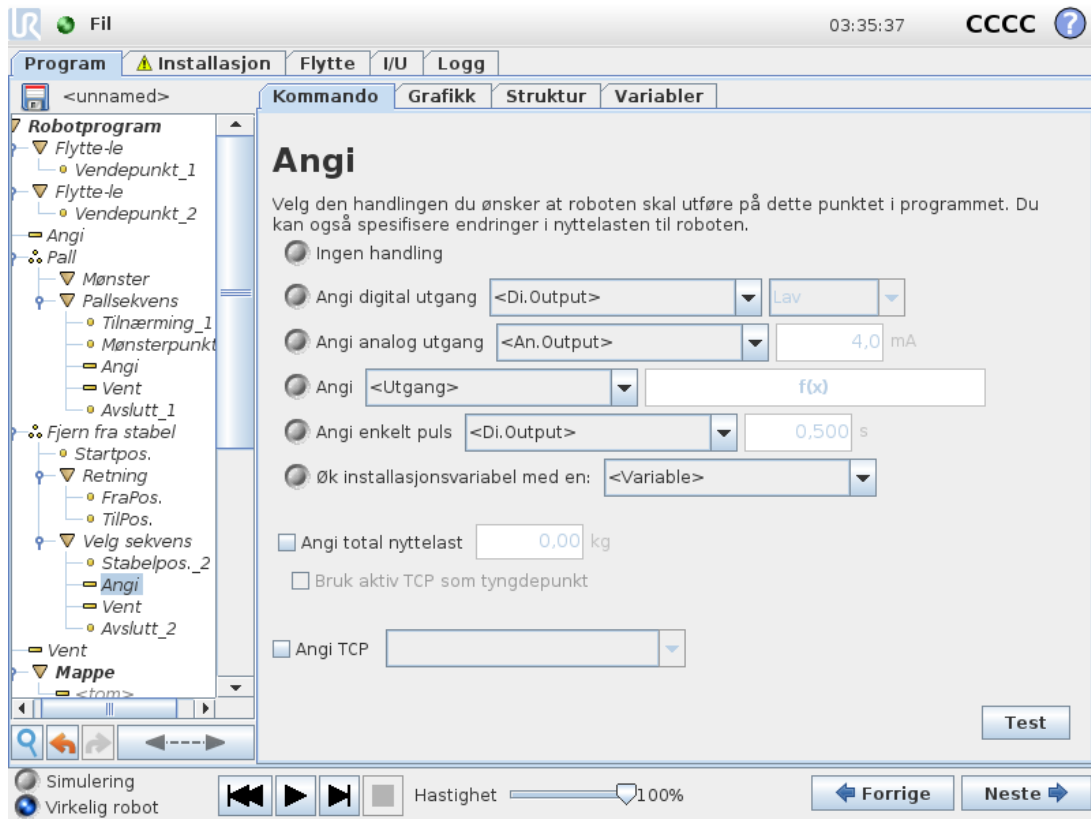 UR Fil 03:35:37 CCCC ?
Program Installasjon Flytte I/U Logg
<unnamed>
Kommando Grafikk Struktur Variabler
Robotprogram
Flytte-le
Vendepunkt_1
Flytte-le
Vendepunkt_2
Angi
Pall
Mønster
Pallsekvens
Tilnærming_1
Mønsterpunkt
Angi
Vent
Avslutt_1
Fjern fra stabel
Startpos.
Retning
FraPos.
TilPos.
Velg sekvens
Stabelpos._2
Angi
Vent
Avslutt_2
Vent
Mappe
<tom>
Angi
Velg den handlingen du ønsker at roboten skal utføre på dette punktet i programmet. Du
kan også spesifisere endringer i nyttelasten til roboten.
Ingen handling
Angi digital utgang <Di.Output> Lav
Angi analog utgang <An.Output> 4,0 mA
Angi <Utgang> f(x)
Angi enkelt puls <Di.Output> 0,500 s
Øk installasjonsvariabel med en: <Variable>
Angi total nyttelast 0,00 kg
Bruk aktiv TCP som tyngdepunkt
Angi TCP
Test
Simulering
Virkelig robot
Hastighet 100%
Forrige Neste